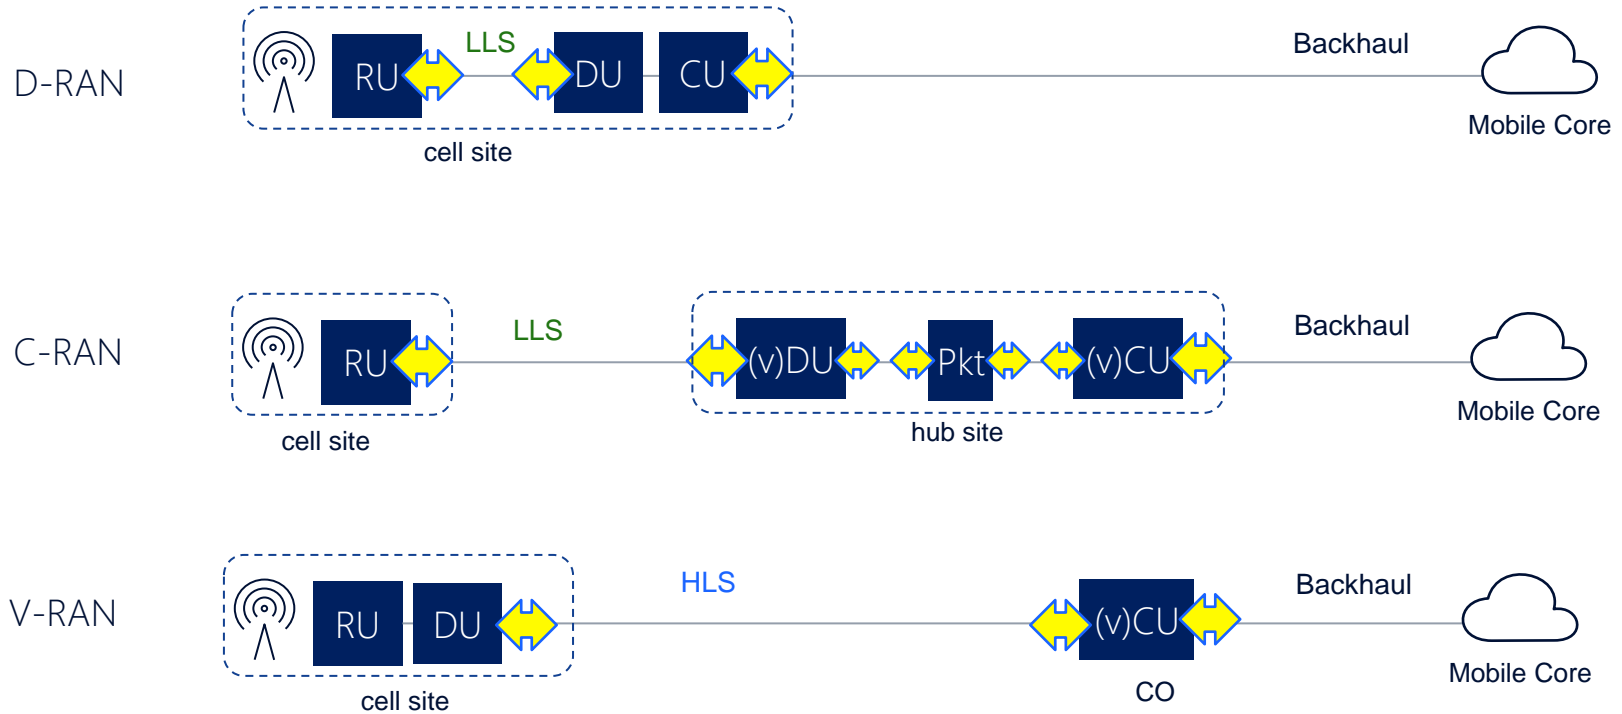 D-RAN
RU
LLS
DU
CU
Backhaul
Mobile Core
cell site
C-RAN
RU
LLS
(v)DU
Pkt
(v)CU
Backhaul
Mobile Core
cell site
hub site
V-RAN
RU
DU
HLS
(v)CU
Backhaul
Mobile Core
cell site
CO